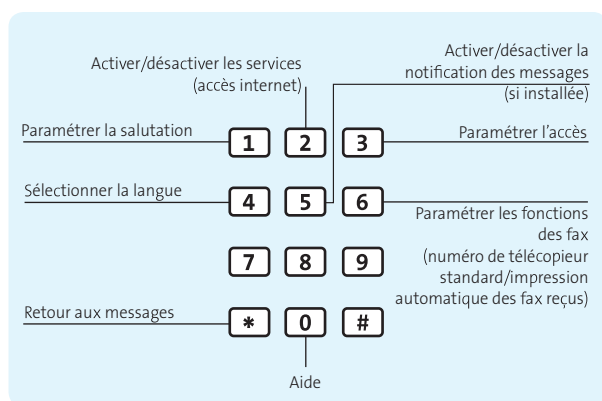 Activer/désactiver les services
(accès internet)
Activer/désactiver la
notification des messages
(si installée)
Paramétrer la salutation
1 2 3
Paramétrer l'accès
Sélectionner la langue
4 5 6
Paramétrer les fonctions
des fax
(numéro de télécopieur
standard/impression
automatique des fax reçus)
7 8 9
Retour aux messages
* 0 #
Aide